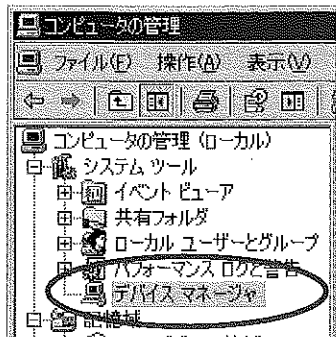 コンピュータの管理
ファイル(F) 操作(A) 表示(V)
コンピュータの管理 (ローカル)
システム ツール
イベント ビューア
共有フォルダ
ローカル ユーザーとグループ
パフォーマンス ログと警告
デバイス マネージャ
記憶域